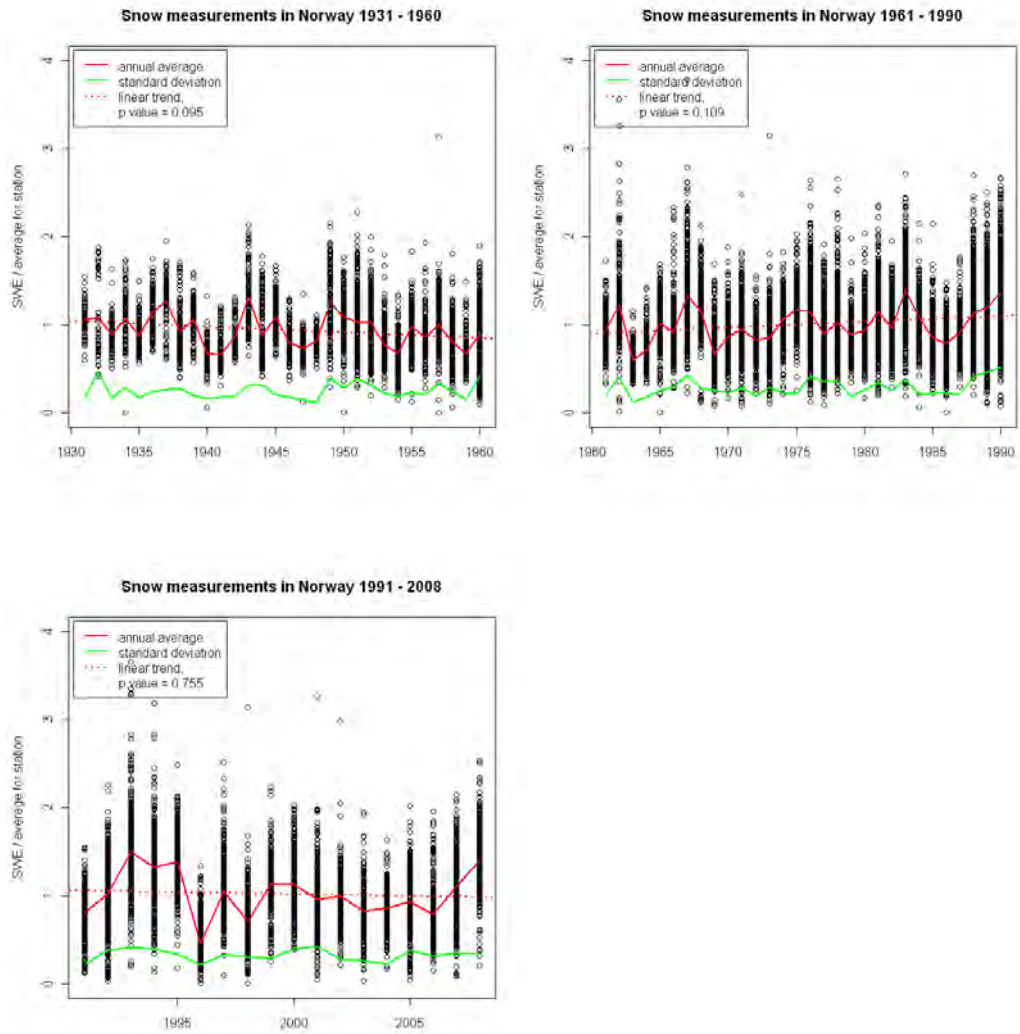 Snow measurements in Norway 1931 - 1960
SWE / average for station
4
3
2
1
0
annual average
standard deviation
linear trend,
p value = 0.095
1930 1935 1940 1945 1950 1955 1960
Snow measurements in Norway 1961 - 1990
SWE / average for station
4
3
2
1
0
annual average
standard deviation
linear trend,
p value = 0.109
1960 1965 1970 1975 1980 1985 1990
Snow measurements in Norway 1991 - 2008
SWE / average for station
4
3
2
1
0
annual average
standard deviation
linear trend,
p value = 0.755
1995 2000 2005